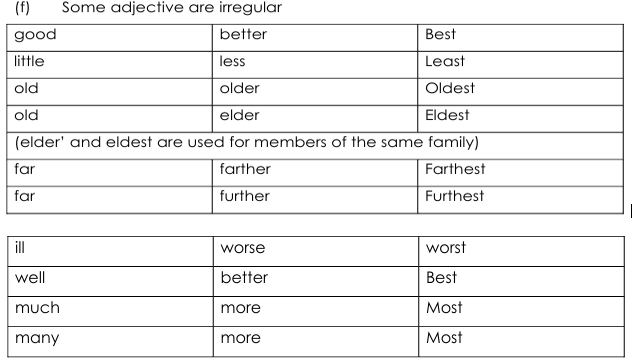 (f) Some adjective are irregular
good better Best
little less Least
old older Oldest
old elder Eldest
(elder' and eldest are used for members of the same family)
far farther Farthest
far further Furthest
ill worse worst
well better Best
much more Most
many more Most